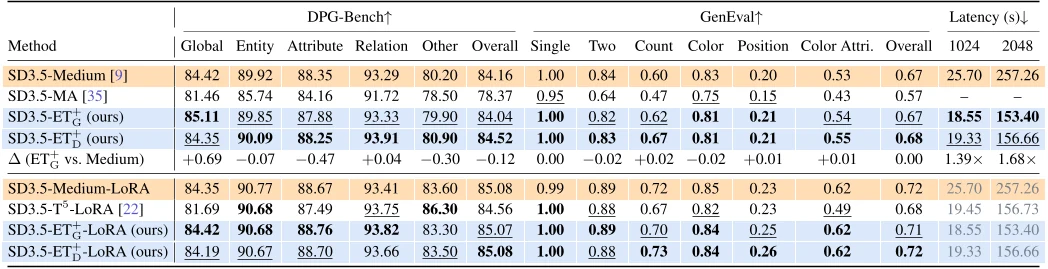 DPG-Bench↑ GenEval↑ Latency (s)↓
Method Global Entity Attribute Relation Other Overall Single Two Count Color Position Color Attri. Overall 1024 2048
SD3.5-Medium [9] 84.42 89.92 88.35 93.29 80.20 84.16 1.00 0.84 0.60 0.83 0.20 0.53 0.67 25.70 257.26
SD3.5-MA [35] 81.46 85.74 84.16 91.72 78.50 78.37 0.95 0.64 0.47 0.75 0.15 0.43 0.57 – –
SD3.5-ET⁺_G (ours) 85.11 89.85 87.88 93.33 79.90 84.04 1.00 0.82 0.62 0.81 0.21 0.54 0.67 18.55 153.40
SD3.5-ET⁺_D (ours) 84.35 90.09 88.25 93.91 80.90 84.52 1.00 0.83 0.67 0.81 0.21 0.55 0.68 19.33 156.66
Δ (ET⁺_G vs. Medium) +0.69 −0.07 −0.47 +0.04 −0.30 −0.12 0.00 −0.02 +0.02 −0.02 +0.01 +0.01 0.00 1.39× 1.68×
SD3.5-Medium-LoRA 84.35 90.77 88.67 93.41 83.60 85.08 0.99 0.89 0.72 0.85 0.23 0.62 0.72 25.70 257.26
SD3.5-T⁵-LoRA [22] 81.69 90.68 87.49 93.75 86.30 84.56 1.00 0.88 0.67 0.82 0.23 0.49 0.68 19.45 156.73
SD3.5-ET⁺_G-LoRA (ours) 84.42 90.68 88.76 93.82 83.30 85.07 1.00 0.89 0.70 0.84 0.25 0.62 0.71 18.55 153.40
SD3.5-ET⁺_D-LoRA (ours) 84.19 90.67 88.70 93.66 83.50 85.08 1.00 0.88 0.73 0.84 0.26 0.62 0.72 19.33 156.66